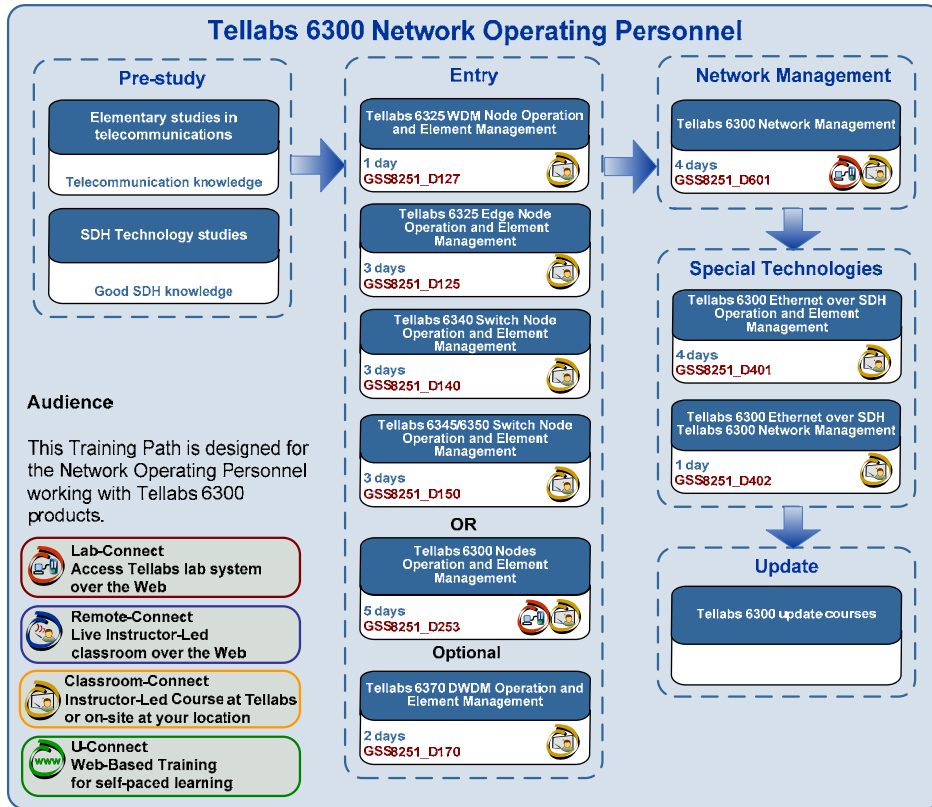 Tellabs 6300 Network Operating Personnel
Pre-study
Elementary studies in
telecommunications
Telecommunication knowledge
SDH Technology studies
Good SDH knowledge
Entry
Tellabs 6325 WDM Node Operation
and Element Management
1 day
GSS8251_D127
Tellabs 6325 Edge Node
Operation and Element
Management
3 days
GSS8251_D125
Tellabs 6340 Switch Node
Operation and Element
Management
3 days
GSS8251_D140
Tellabs 6345/6350 Switch Node
Operation and Element
Management
3 days
GSS8251_D150
OR
Tellabs 6300 Nodes
Operation and Element
Management
5 days
GSS8251_D253
Optional
Tellabs 6370 DWDM Operation and
Element Management
2 days
GSS8251_D170
Network Management
Tellabs 6300 Network Management
4 days
GSS8251_D601
Special Technologies
Tellabs 6300 Ethernet over SDH
Operation and Element
Management
4 days
GSS8251_D401
Tellabs 6300 Ethernet over SDH
Tellabs 6300 Network Management
1 day
GSS8251_D402
Update
Tellabs 6300 update courses
Audience
This Training Path is designed for
the Network Operating Personnel
working with Tellabs 6300
products.
Lab-Connect
Access Tellabs lab system
over the Web
Remote-Connect
Live Instructor-Led
classroom over the Web
Classroom-Connect
Instructor-Led Course at Tellabs
or on-site at your location
www
U-Connect
Web-Based Training
for self-paced learning